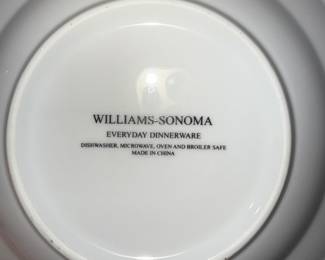 WILLIAMS-SONOMA
EVERYDAY DINNERWARE
DISHWASHER, MICROWAVE, OVEN AND BROILER SAFE
MADE IN CHINA